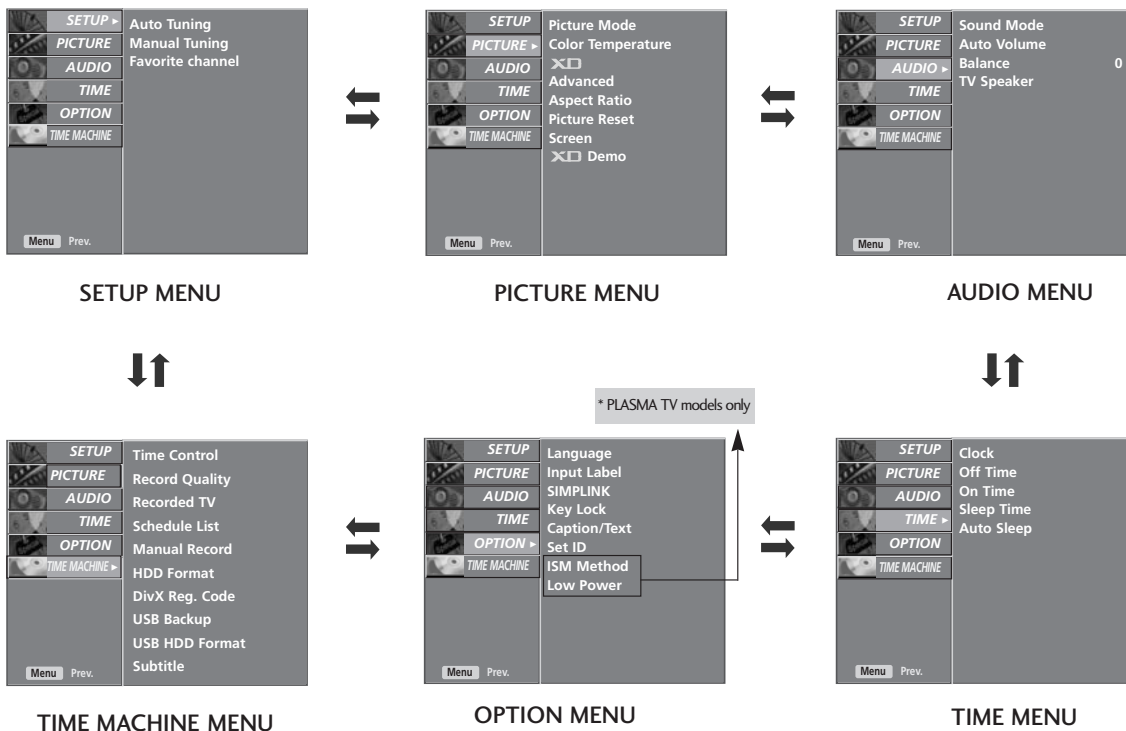 SETUP
PICTURE
AUDIO
TIME
OPTION
TIME MACHINE
Auto Tuning
Manual Tuning
Favorite channel
Menu Prev.
SETUP MENU
SETUP
PICTURE
AUDIO
TIME
OPTION
TIME MACHINE
Picture Mode
Color Temperature
XD
Advanced
Aspect Ratio
Picture Reset
Screen
XD Demo
Menu Prev.
PICTURE MENU
SETUP
PICTURE
AUDIO
TIME
OPTION
TIME MACHINE
Sound Mode
Auto Volume
Balance 0
TV Speaker
Menu Prev.
AUDIO MENU
SETUP
PICTURE
AUDIO
TIME
OPTION
TIME MACHINE
Time Control
Record Quality
Recorded TV
Schedule List
Manual Record
HDD Format
DivX Reg. Code
USB Backup
USB HDD Format
Subtitle
Menu Prev.
TIME MACHINE MENU
* PLASMA TV models only
SETUP
PICTURE
AUDIO
TIME
OPTION
TIME MACHINE
Language
Input Label
SIMPLINK
Key Lock
Caption/Text
Set ID
ISM Method
Low Power
Menu Prev.
OPTION MENU
SETUP
PICTURE
AUDIO
TIME
OPTION
TIME MACHINE
Clock
Off Time
On Time
Sleep Time
Auto Sleep
Menu Prev.
TIME MENU